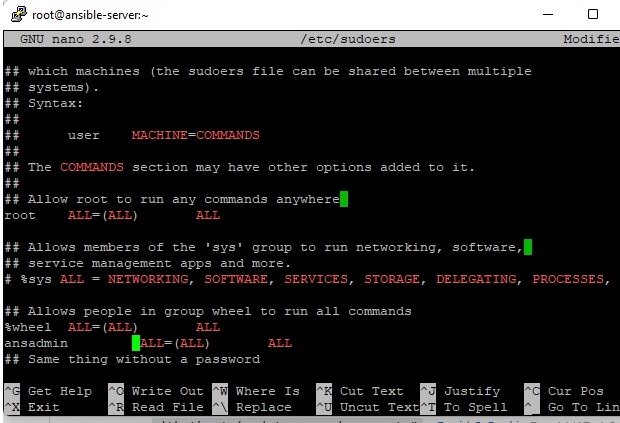 root@ansible-server:~
GNU nano 2.9.8 /etc/sudoers Modifie
## which machines (the sudoers file can be shared between multiple
## systems).
## Syntax:
##
## user MACHINE=COMMANDS
##
## The COMMANDS section may have other options added to it.
##
## Allow root to run any commands anywhere
root ALL=(ALL) ALL
## Allows members of the 'sys' group to run networking, software,
## service management apps and more.
# %sys ALL = NETWORKING, SOFTWARE, SERVICES, STORAGE, DELEGATING, PROCESSES,
## Allows people in group wheel to run all commands
%wheel ALL=(ALL) ALL
ansadmin ALL=(ALL) ALL
## Same thing without a password
^G Get Help ^O Write Out ^W Where Is ^K Cut Text ^J Justify ^C Cur Pos
^X Exit ^R Read File ^\ Replace ^U Uncut Text ^T To Spell ^_ Go To Lin